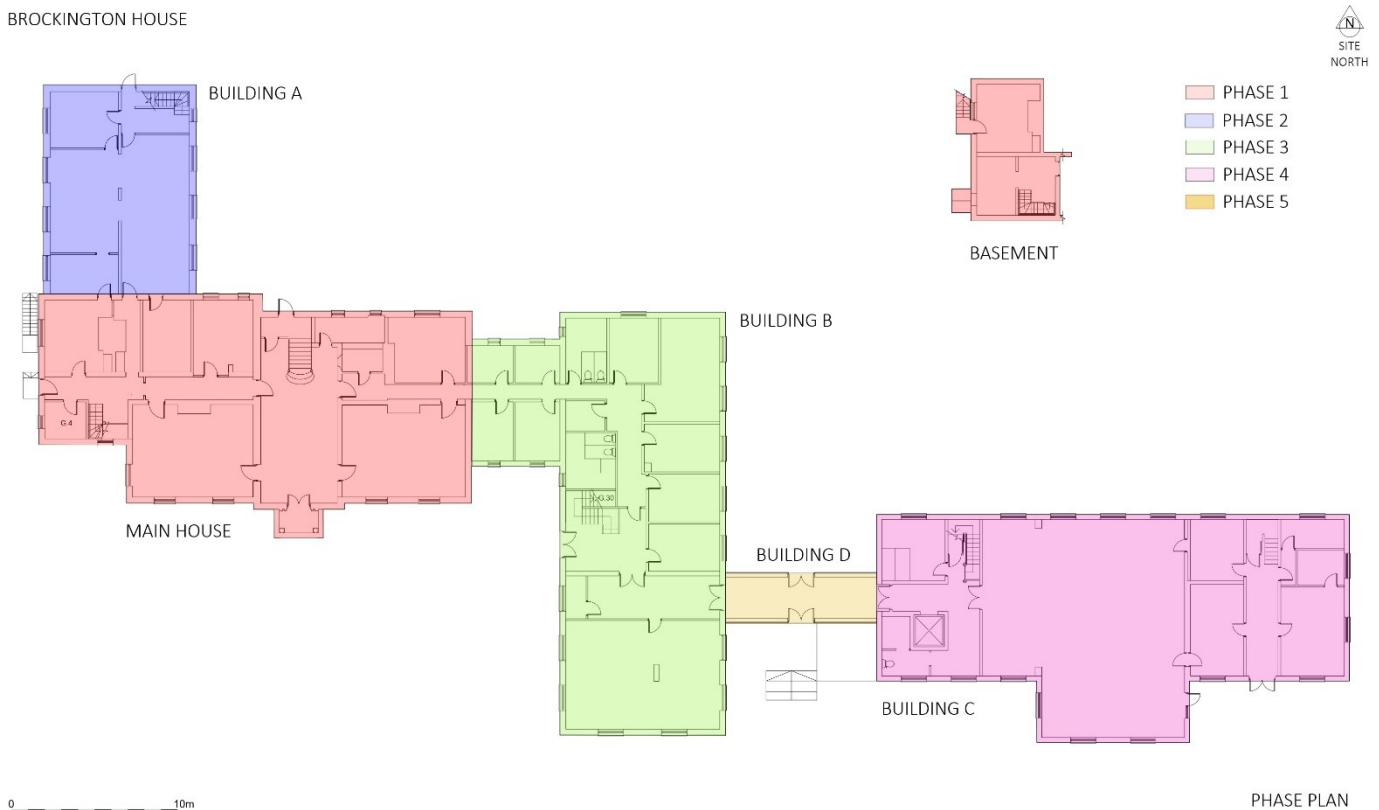 BROCKINGTON HOUSE
N
SITE
NORTH
BUILDING A
PHASE 1
PHASE 2
PHASE 3
PHASE 4
PHASE 5
BASEMENT
BUILDING B
G.4
G.30
MAIN HOUSE
BUILDING D
BUILDING C
0 10m
PHASE PLAN